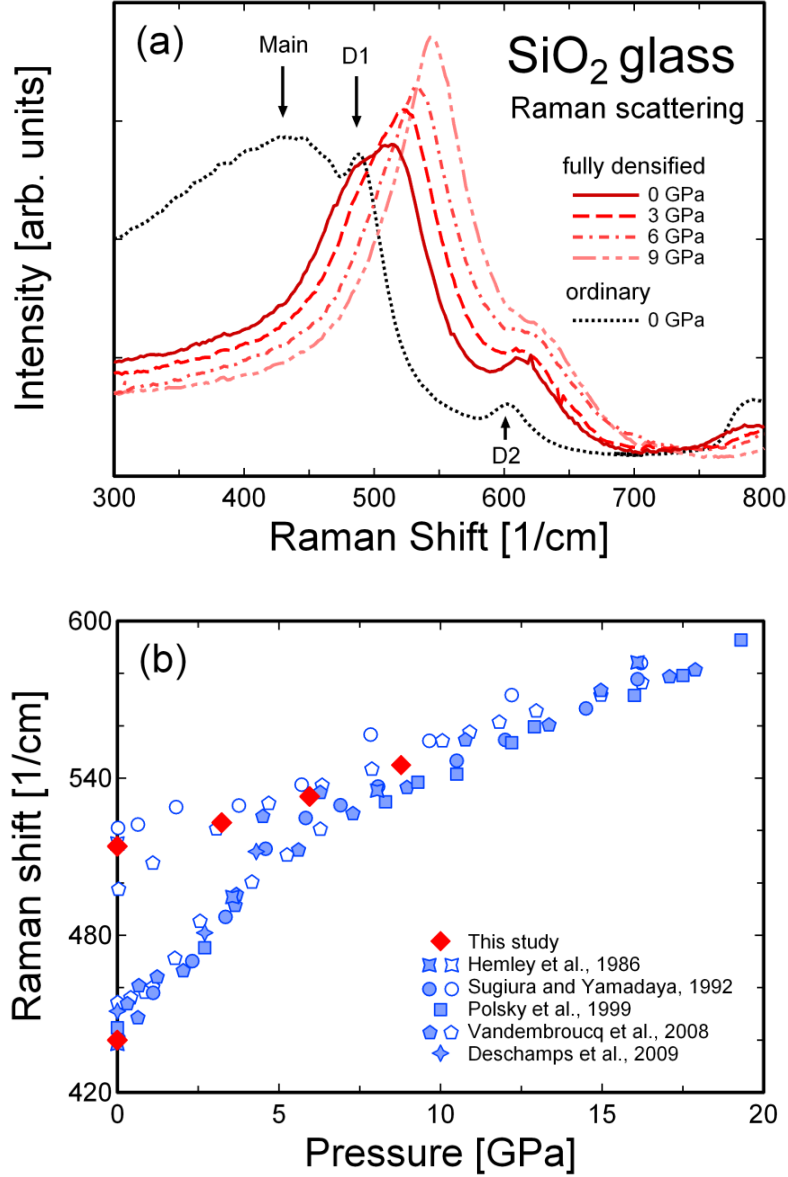 (a)
Main
D1
SiO2 glass
Raman scattering
fully densified
0 GPa
3 GPa
6 GPa
9 GPa
ordinary
0 GPa
D2
Intensity [arb. units]
300 400 500 600 700 800
Raman Shift [1/cm]
(b)
600
540
480
420
Raman shift [1/cm]
This study
Hemley et al., 1986
Sugiura and Yamadaya, 1992
Polsky et al., 1999
Vandembroucq et al., 2008
Deschamps et al., 2009
0 5 10 15 20
Pressure [GPa]